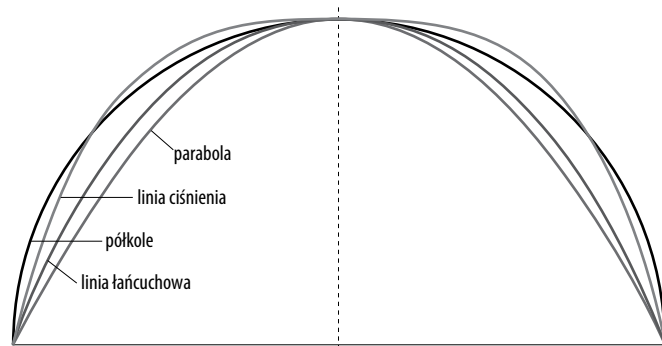 parabola
linia ciśnienia
półkole
linia łańcuchowa